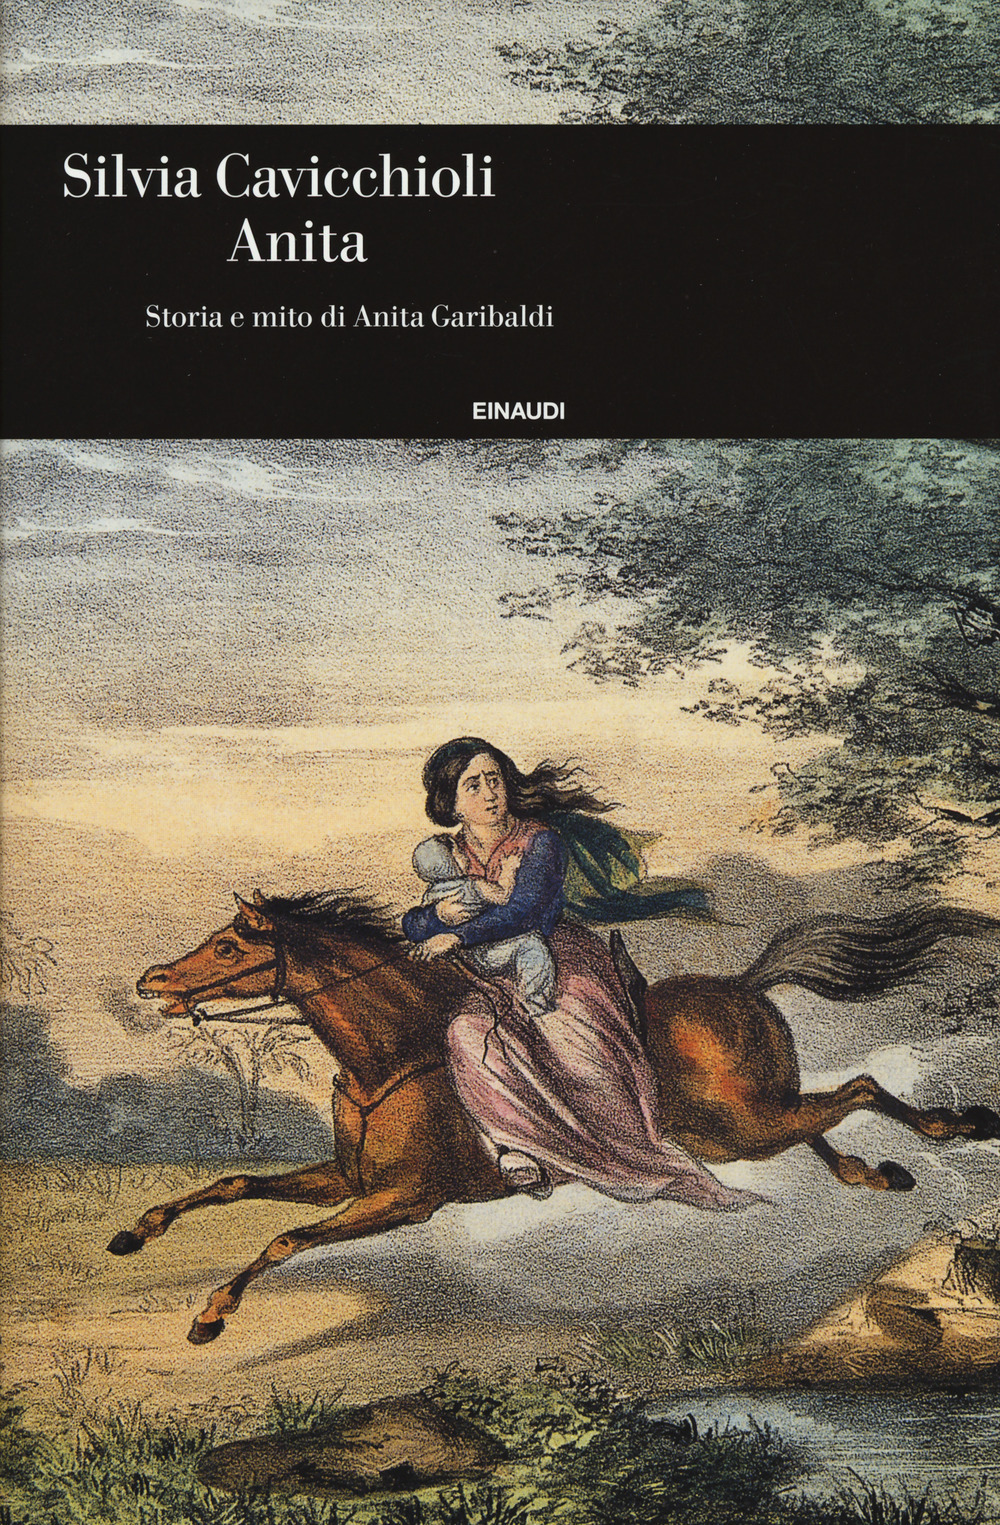 Silvia Cavicchioli
Anita
Storia e mito di Anita Garibaldi
EINAUDI